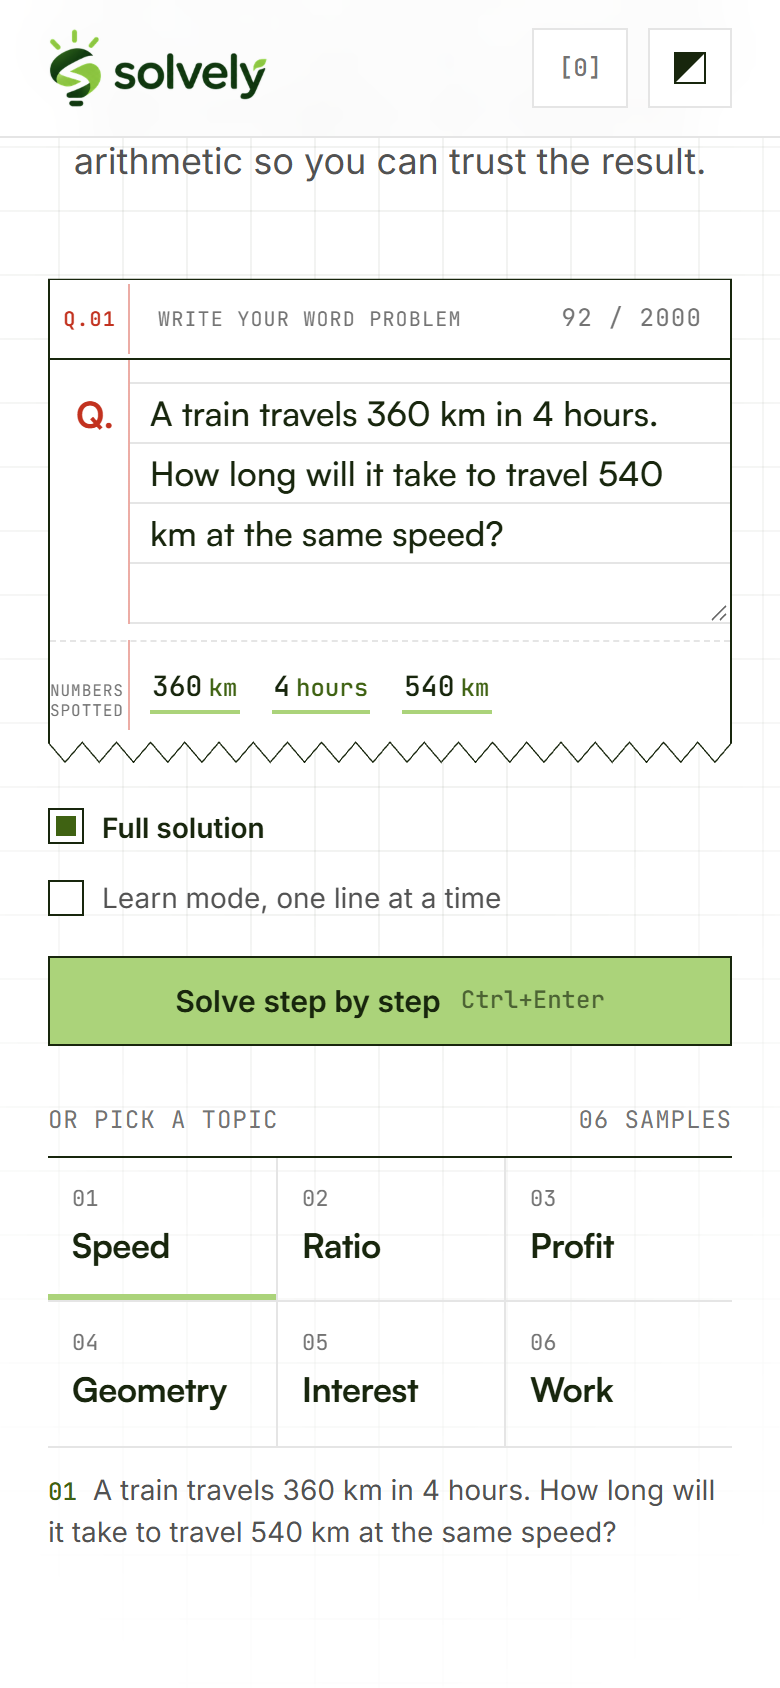 solvely
[0]
arithmetic so you can trust the result.
Q.01 WRITE YOUR WORD PROBLEM 92 / 2000
Q. A train travels 360 km in 4 hours.
How long will it take to travel 540
km at the same speed?
NUMBERS SPOTTED 360 km 4 hours 540 km
Full solution
Learn mode, one line at a time
Solve step by step Ctrl+Enter
OR PICK A TOPIC 06 SAMPLES
01 02 03
Speed Ratio Profit
04 05 06
Geometry Interest Work
01 A train travels 360 km in 4 hours. How long will
it take to travel 540 km at the same speed?